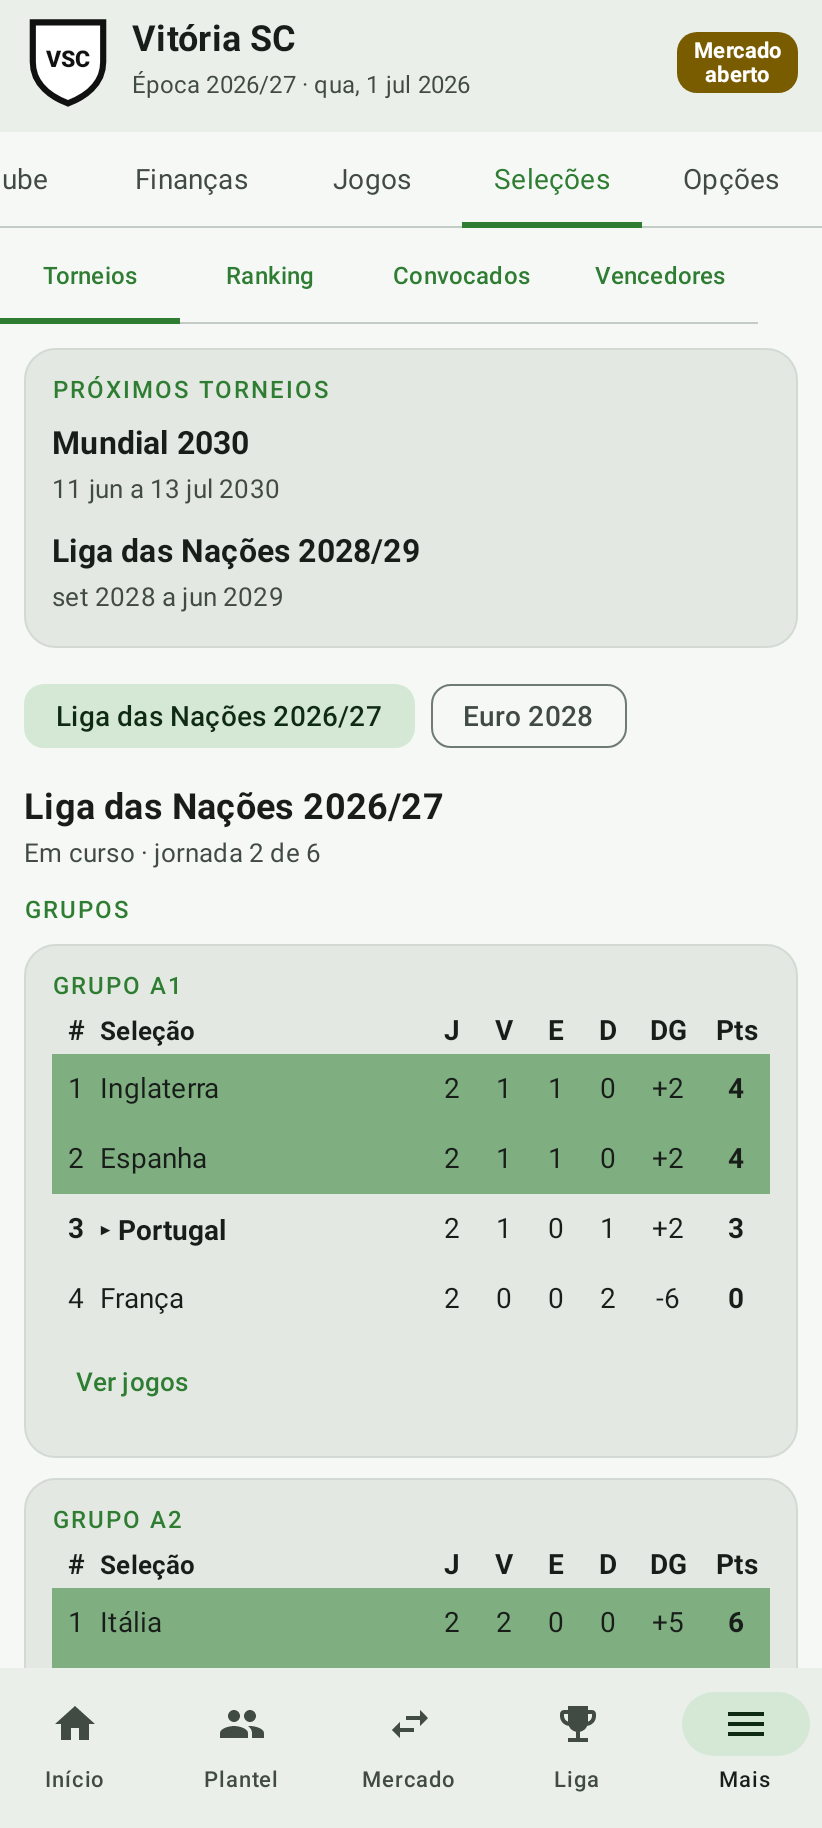 VSC
Vitória SC
Época 2026/27 · qua, 1 jul 2026
Mercado
aberto
ube Finanças Jogos Seleções Opções
Torneios Ranking Convocados Vencedores
PRÓXIMOS TORNEIOS
Mundial 2030
11 jun a 13 jul 2030
Liga das Nações 2028/29
set 2028 a jun 2029
Liga das Nações 2026/27 Euro 2028
Liga das Nações 2026/27
Em curso · jornada 2 de 6
GRUPOS
GRUPO A1
# Seleção J V E D DG Pts
1 Inglaterra 2 1 1 0 +2 4
2 Espanha 2 1 1 0 +2 4
3 ▸ Portugal 2 1 0 1 +2 3
4 França 2 0 0 2 -6 0
Ver jogos
GRUPO A2
# Seleção J V E D DG Pts
1 Itália 2 2 0 0 +5 6
Início Plantel Mercado Liga Mais